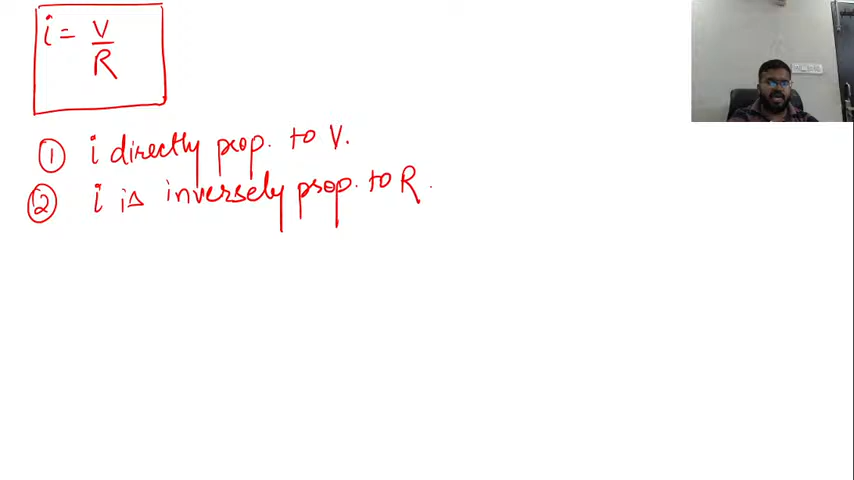 i = V/R
① i directly prop. to V.
② i is inversely prop. to R.